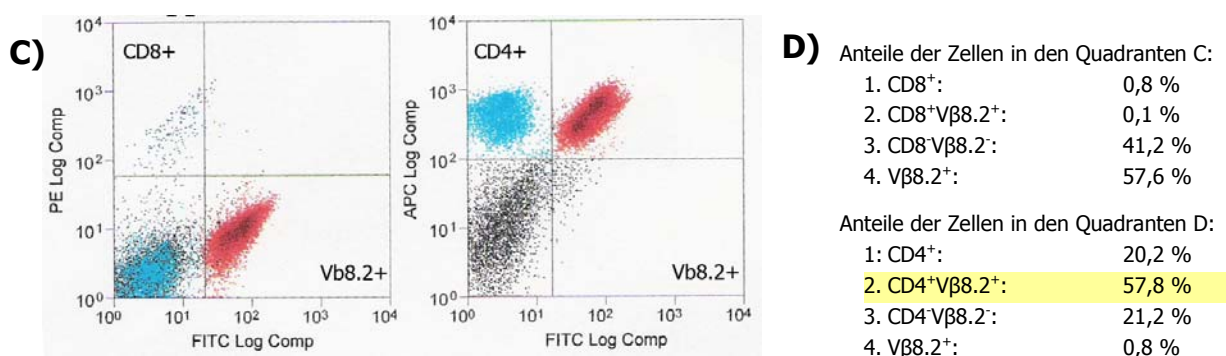 C)
10⁴
10³
10²
10¹
10⁰
PE Log Comp
CD8+
Vb8.2+
10⁰ 10¹ 10² 10³ 10⁴
FITC Log Comp
10⁴
10³
10²
10¹
10⁰
APC Log Comp
CD4+
Vb8.2+
10⁰ 10¹ 10² 10³ 10⁴
FITC Log Comp
D)
Anteile der Zellen in den Quadranten C:
1. CD8⁺: 0,8 %
2. CD8⁺Vβ8.2⁺: 0,1 %
3. CD8⁻Vβ8.2⁻: 41,2 %
4. Vβ8.2⁺: 57,6 %
Anteile der Zellen in den Quadranten D:
1: CD4⁺: 20,2 %
2. CD4⁺Vβ8.2⁺: 57,8 %
3. CD4⁻Vβ8.2⁻: 21,2 %
4. Vβ8.2⁺: 0,8 %